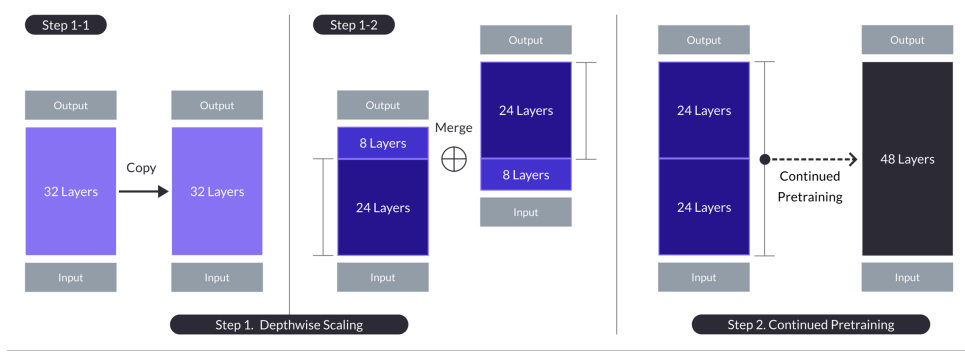 Step 1-1
Output
32 Layers
Input
Copy
Output
32 Layers
Input
Step 1-2
Output
8 Layers
24 Layers
Input
Merge
Output
24 Layers
8 Layers
Input
Step 1.  Depthwise Scaling
Output
24 Layers
24 Layers
Input
Continued
Pretraining
Output
48 Layers
Input
Step 2. Continued Pretraining